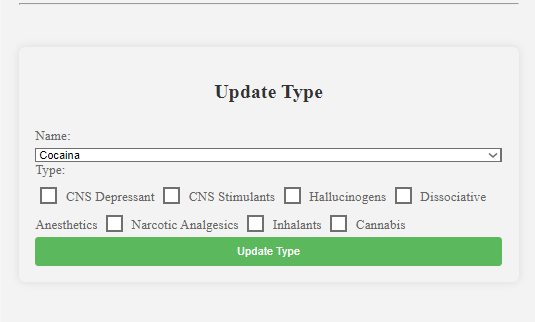 Update Type
Name:
Cocaina
Type:
CNS Depressant CNS Stimulants Hallucinogens Dissociative
Anesthetics Narcotic Analgesics Inhalants Cannabis
Update Type